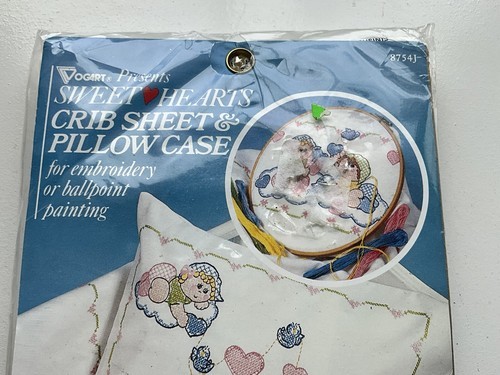 VOGART® Presents
SWEET HEARTS
CRIB SHEET &
PILLOW CASE
for embroidery
or ballpoint
painting
8754J